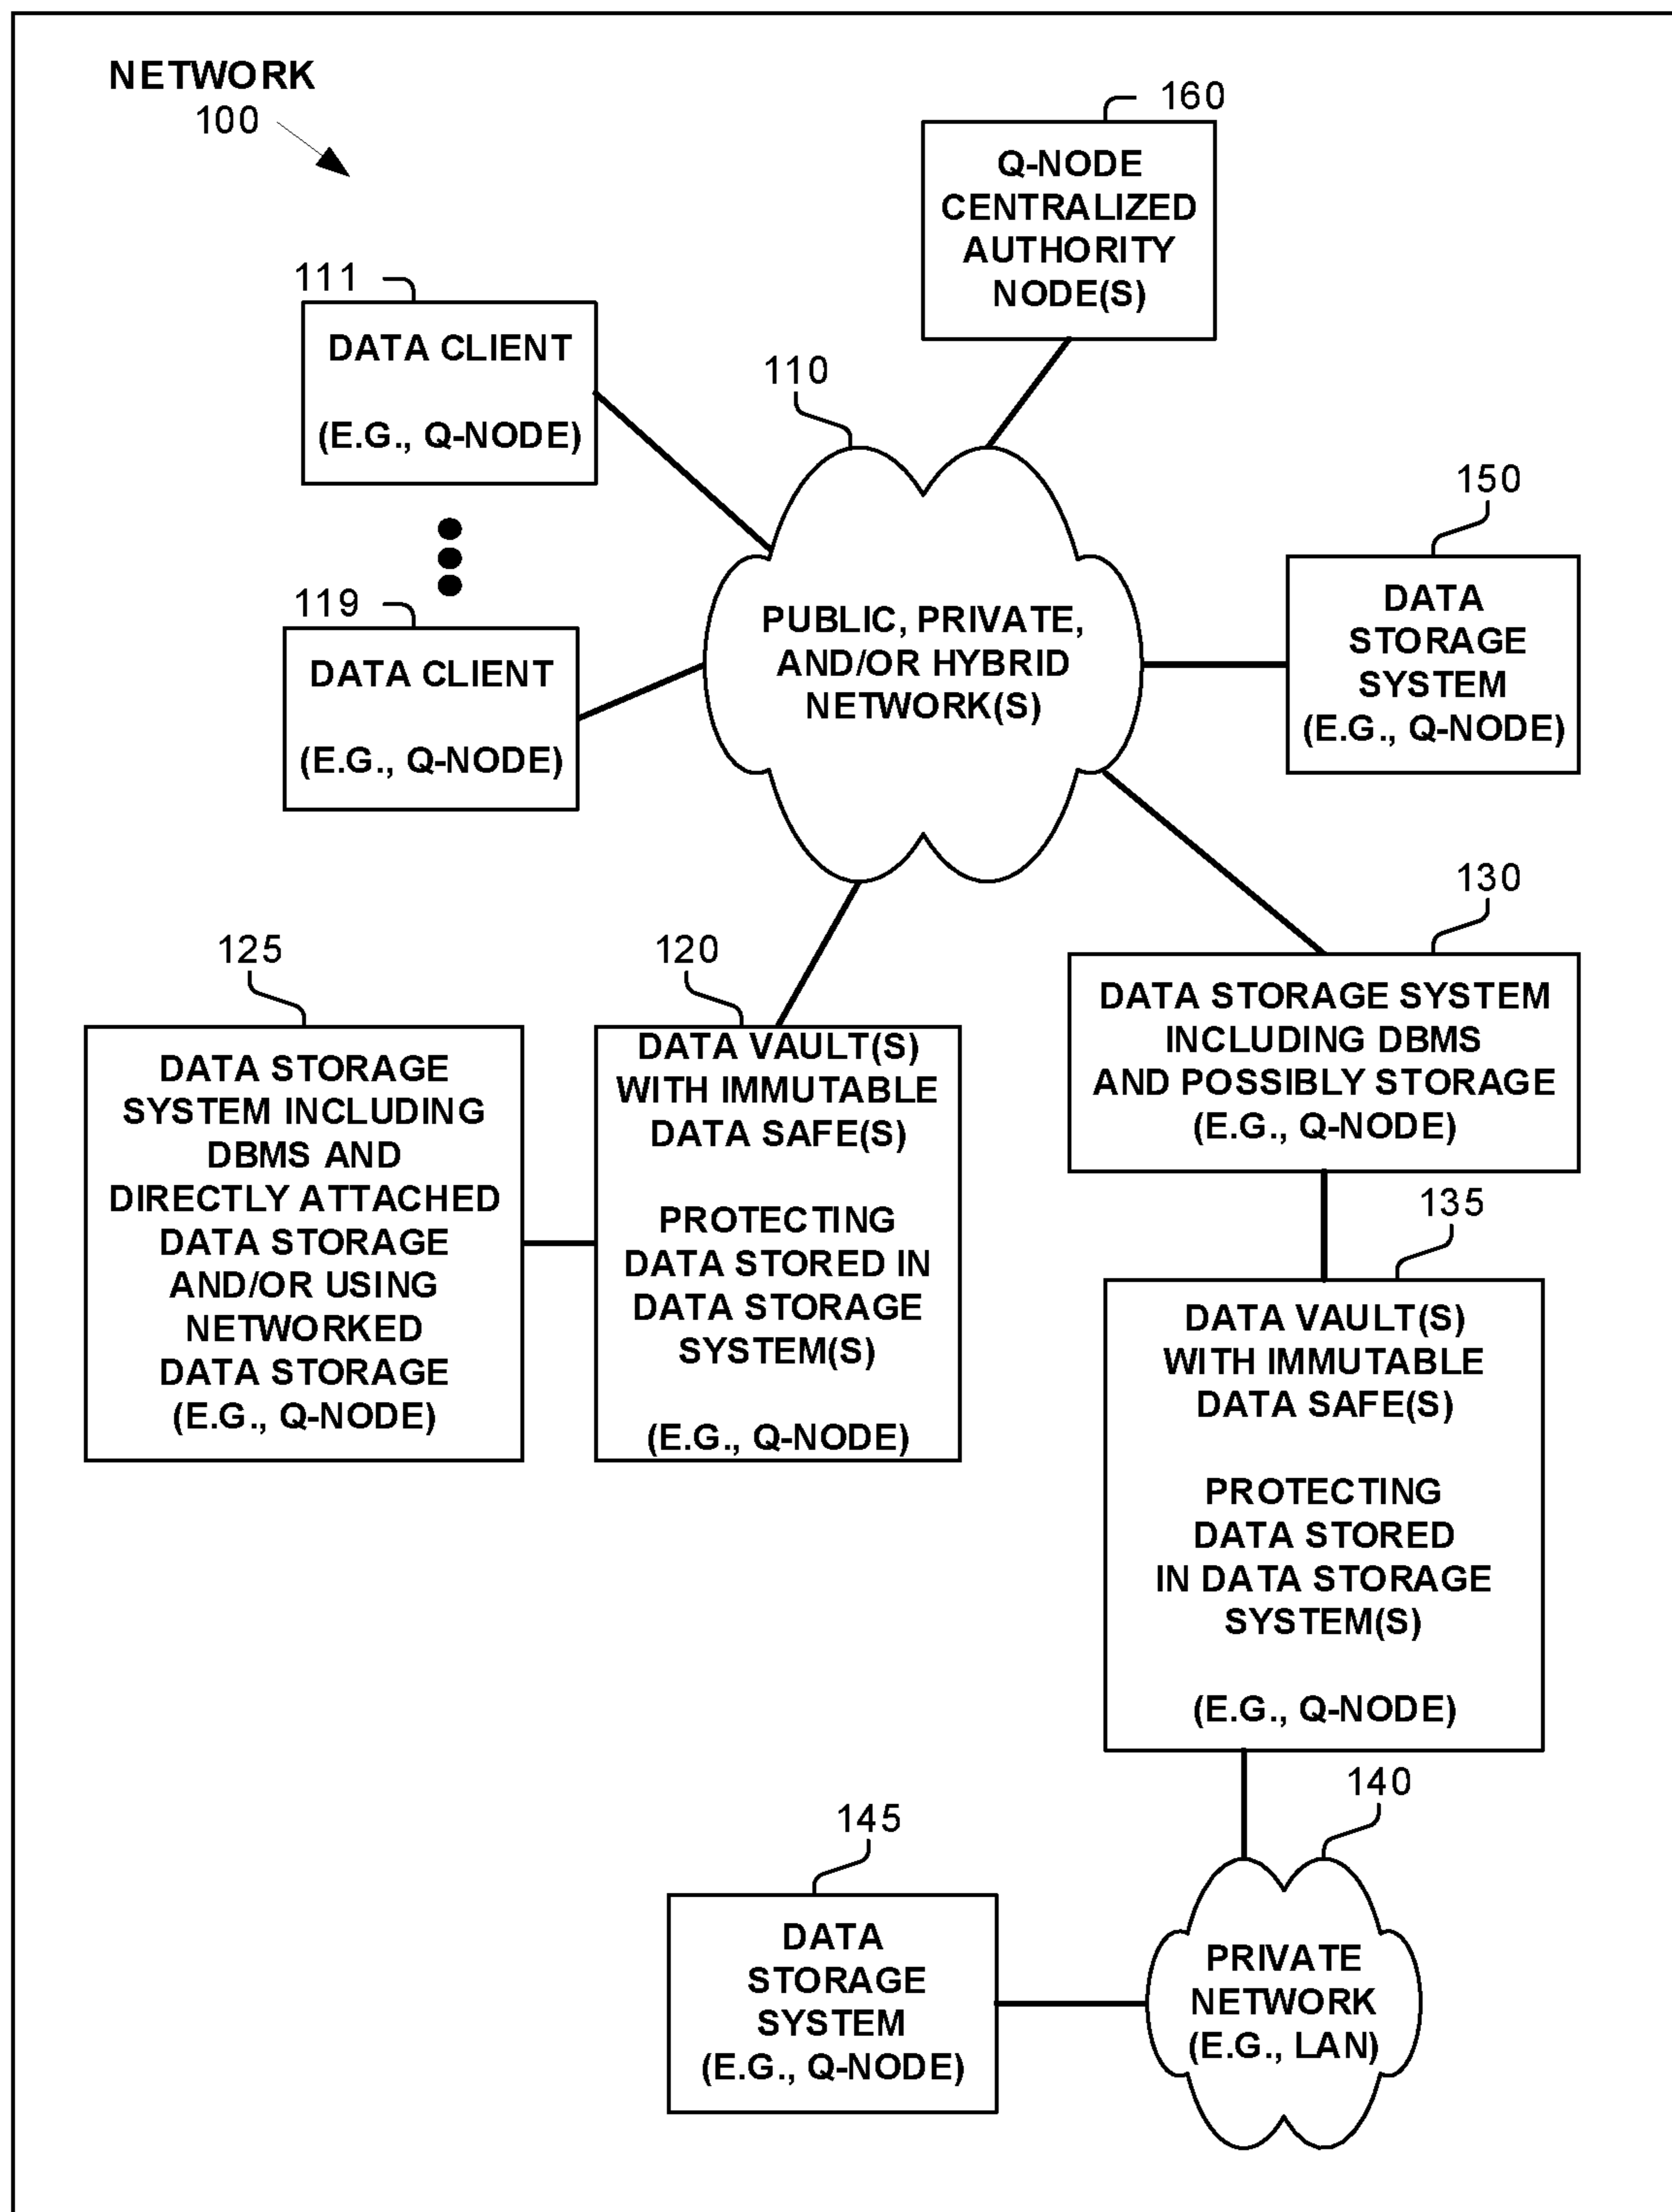 NETWORK
100
160
Q-NODE
CENTRALIZED
AUTHORITY
NODE(S)
111
DATA CLIENT
(E.G., Q-NODE)
110
150
119
DATA CLIENT
(E.G., Q-NODE)
PUBLIC, PRIVATE,
AND/OR HYBRID
NETWORK(S)
DATA
STORAGE
SYSTEM
(E.G., Q-NODE)
125
DATA STORAGE
SYSTEM INCLUDING
DBMS AND
DIRECTLY ATTACHED
DATA STORAGE
AND/OR USING
NETWORKED
DATA STORAGE
(E.G., Q-NODE)
120
DATA VAULT(S)
WITH IMMUTABLE
DATA SAFE(S)
PROTECTING
DATA STORED IN
DATA STORAGE
SYSTEM(S)
(E.G., Q-NODE)
130
DATA STORAGE SYSTEM
INCLUDING DBMS
AND POSSIBLY STORAGE
(E.G., Q-NODE)
135
DATA VAULT(S)
WITH IMMUTABLE
DATA SAFE(S)
PROTECTING
DATA STORED
IN DATA STORAGE
SYSTEM(S)
(E.G., Q-NODE)
145
DATA
STORAGE
SYSTEM
(E.G., Q-NODE)
140
PRIVATE
NETWORK
(E.G., LAN)